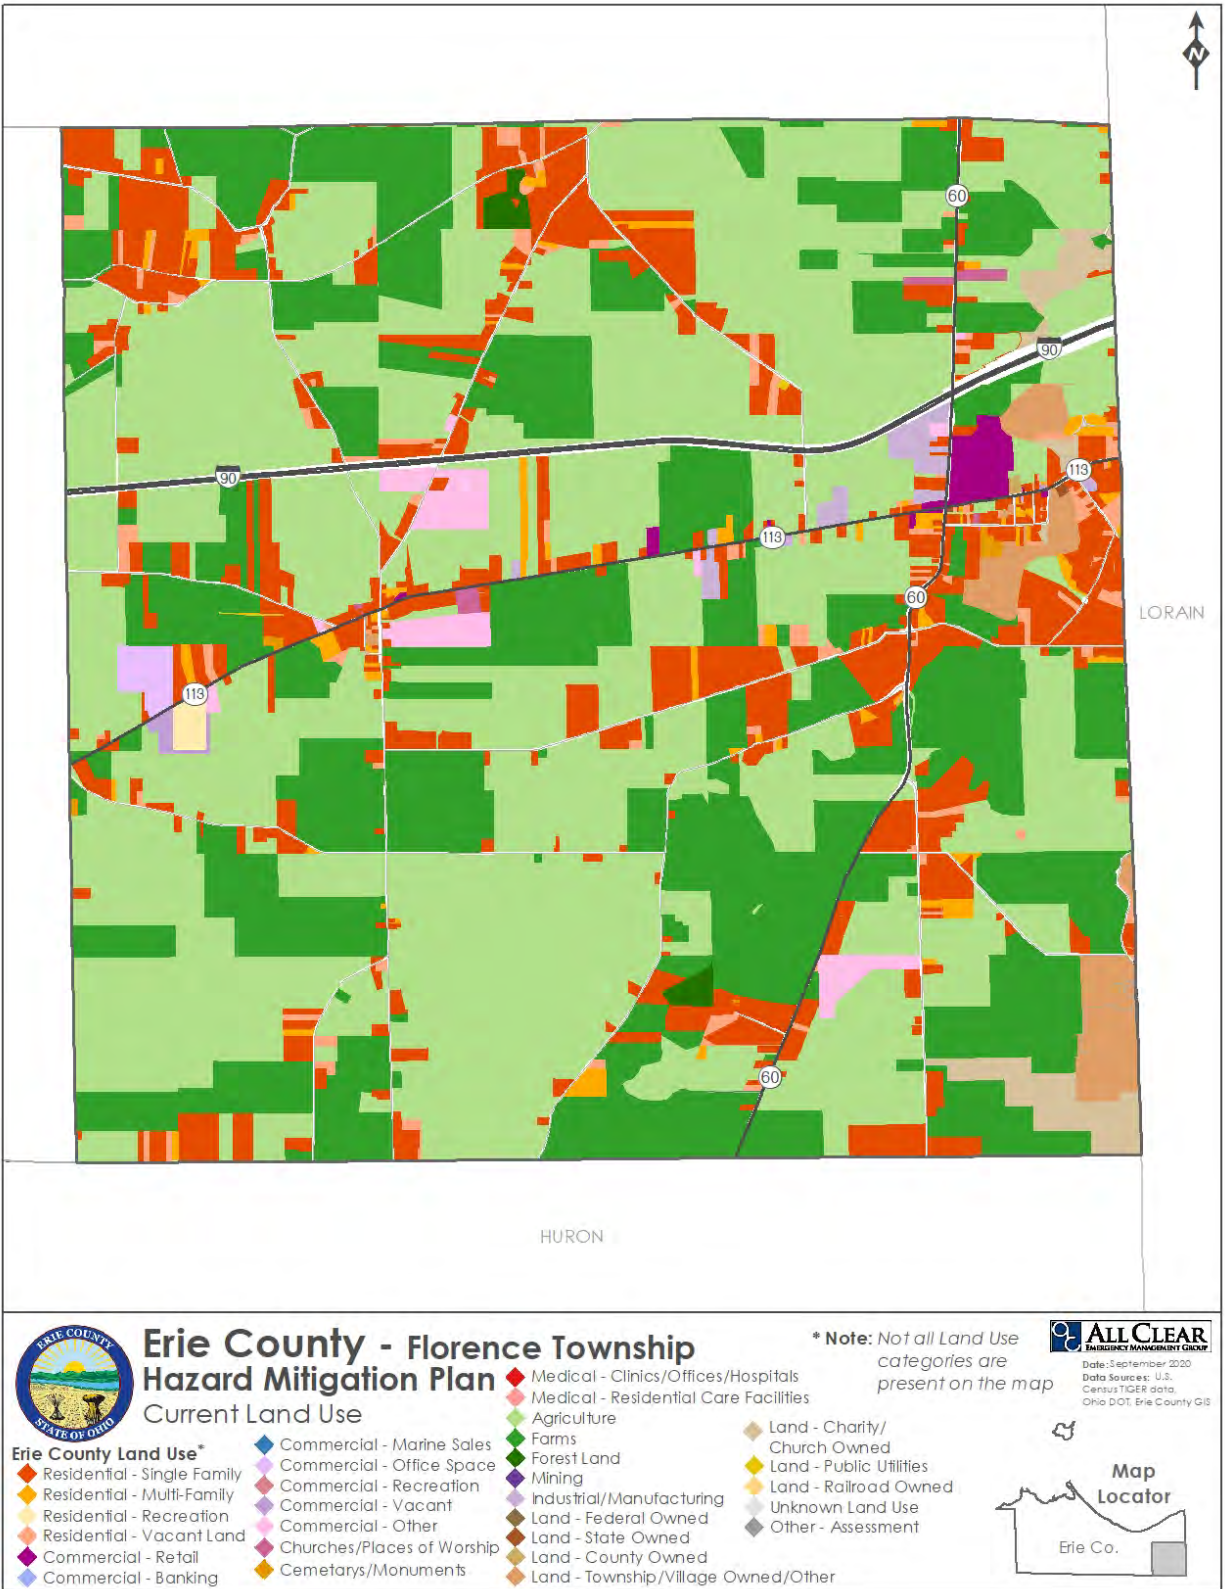 N
60
90
90
113
113
60
LORAIN
113
60
HURON
ERIE COUNTY
STATE OF OHIO
Erie County - Florence Township
Hazard Mitigation Plan
Current Land Use
* Note: Not all Land Use
categories are
present on the map
ALL CLEAR
EMERGENCY MANAGEMENT GROUP
Date: September 2020
Data Sources: U.S.
Census TIGER data,
Ohio DOT, Erie County GIS
Erie County Land Use*
Residential - Single Family
Residential - Multi-Family
Residential - Recreation
Residential - Vacant Land
Commercial - Retail
Commercial - Banking
Commercial - Marine Sales
Commercial - Office Space
Commercial - Recreation
Commercial - Vacant
Commercial - Other
Churches/Places of Worship
Cemetarys/Monuments
Medical - Clinics/Offices/Hospitals
Medical - Residential Care Facilities
Agriculture
Farms
Forest Land
Mining
Industrial/Manufacturing
Land - Federal Owned
Land - State Owned
Land - County Owned
Land - Township/Village Owned/Other
Land - Charity/
Church Owned
Land - Public Utilities
Land - Railroad Owned
Unknown Land Use
Other - Assessment
Map
Locator
Erie Co.